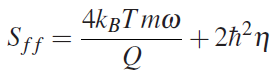 S_{ff} = \frac{4k_B T m\omega}{Q} + 2\hbar^2 \eta